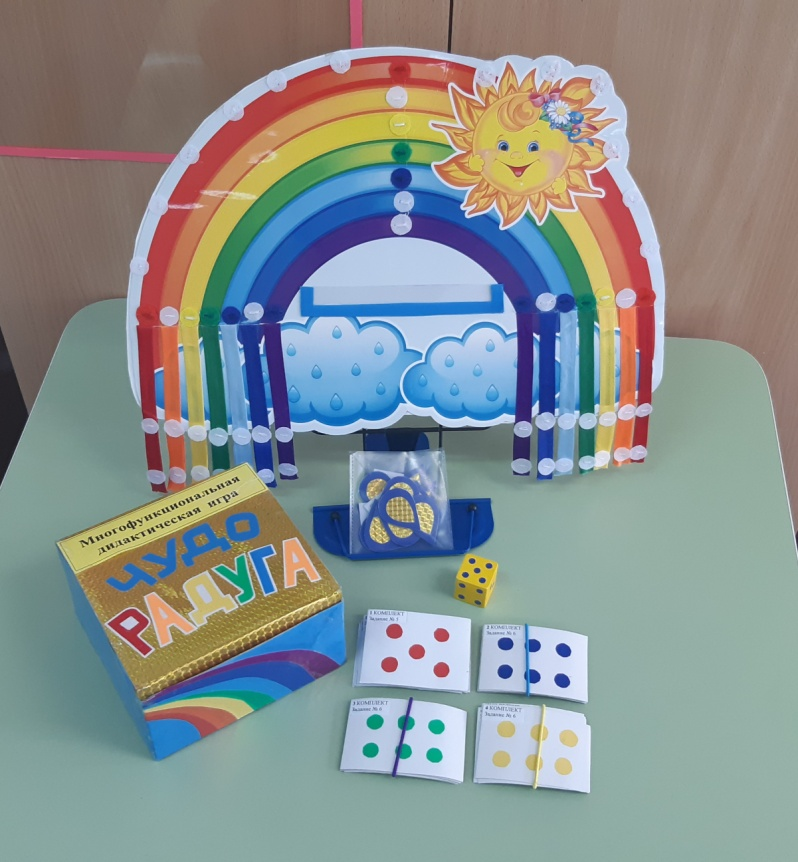 Многофункциональная
дидактическая игра
ЧУДО
РАДУГА
1 КОМПЛЕКТ
Задание № 5
2 КОМПЛЕКТ
Задание № 6
3 КОМПЛЕКТ
Задание № 6
4 КОМПЛЕКТ
Задание № 6